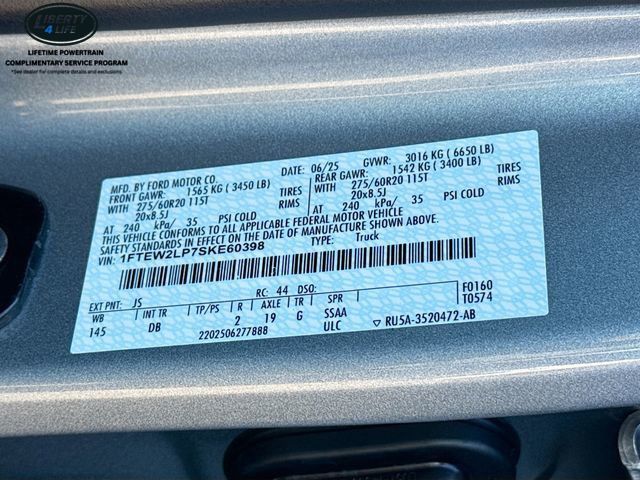 LIBERTY
4 LIFE
LIFETIME POWERTRAIN
COMPLIMENTARY SERVICE PROGRAM
*See dealer for complete details and exclusions.
MFD. BY FORD MOTOR CO. DATE: 06/25 GVWR: 3016 KG ( 6650 LB)
FRONT GAWR: 1565 KG ( 3450 LB) REAR GAWR: 1542 KG ( 3400 LB)
WITH 275/60R20 115T TIRES WITH 275/60R20 115T TIRES
20x8.5J RIMS 20x8.5J RIMS
AT 240 kPa/ 35 PSI COLD AT 240 kPa/ 35 PSI COLD
THIS VEHICLE CONFORMS TO ALL APPLICABLE FEDERAL MOTOR VEHICLE
SAFETY STANDARDS IN EFFECT ON THE DATE OF MANUFACTURE SHOWN ABOVE.
VIN: 1FTEW2LP7SKE60398 TYPE: Truck
F0160
T0574
EXT PNT: JS RC: 44 DSO:
WB INT TR TP/PS R AXLE TR SPR
145 DB 2 19 G SSAA
2202506277888 ULC ▽ RU5A-3520472-AB